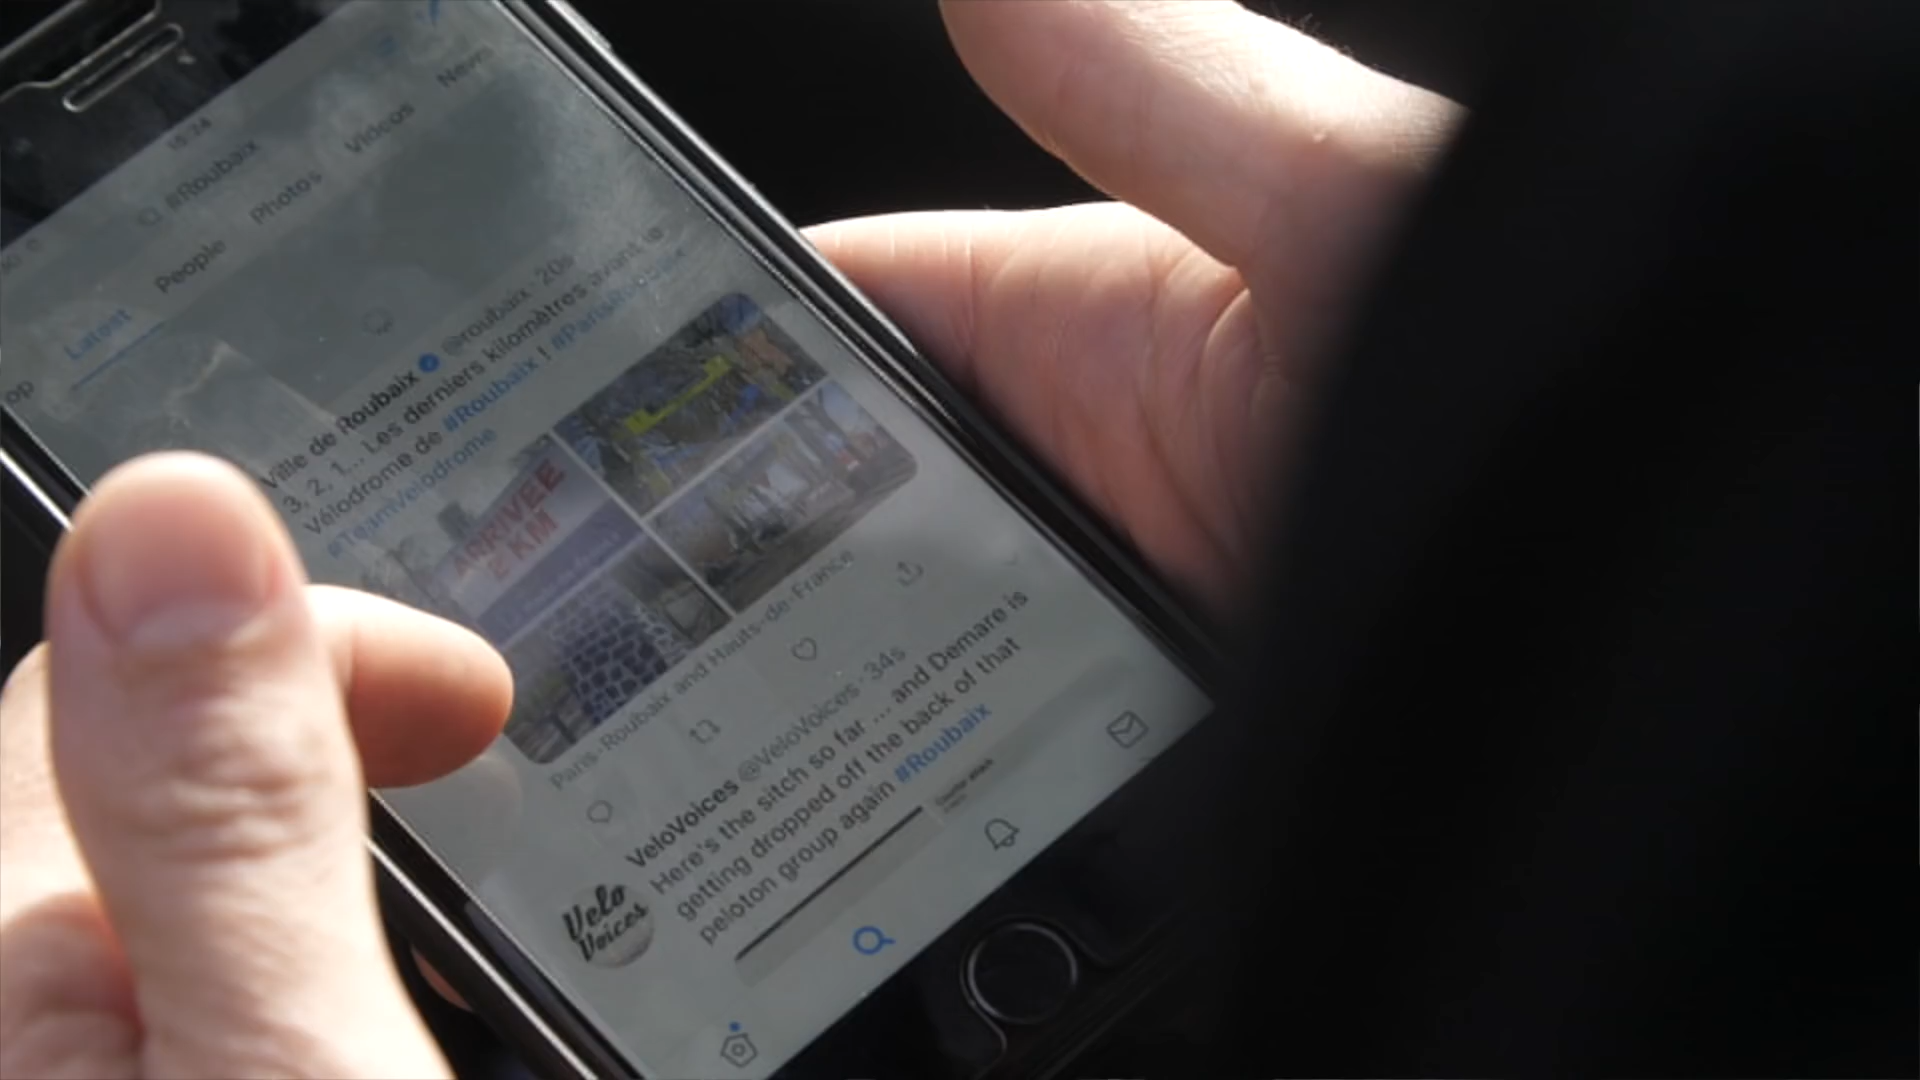 15:24
#Roubaix
Latest People Photos Videos News
Ville de Roubaix @roubaix · 20s
3, 2, 1... Les derniers kilomètres avant le
Vélodrome de #Roubaix ! #ParisRoubaix
#TeamVelodrome
ARRIVEE
2 KM
Paris-Roubaix and Hauts-de-France
VeloVoices @VeloVoices · 34s
Here's the sitch so far ... and Demare is
getting dropped off the back of that
peloton group again #Roubaix
Velo
Voices